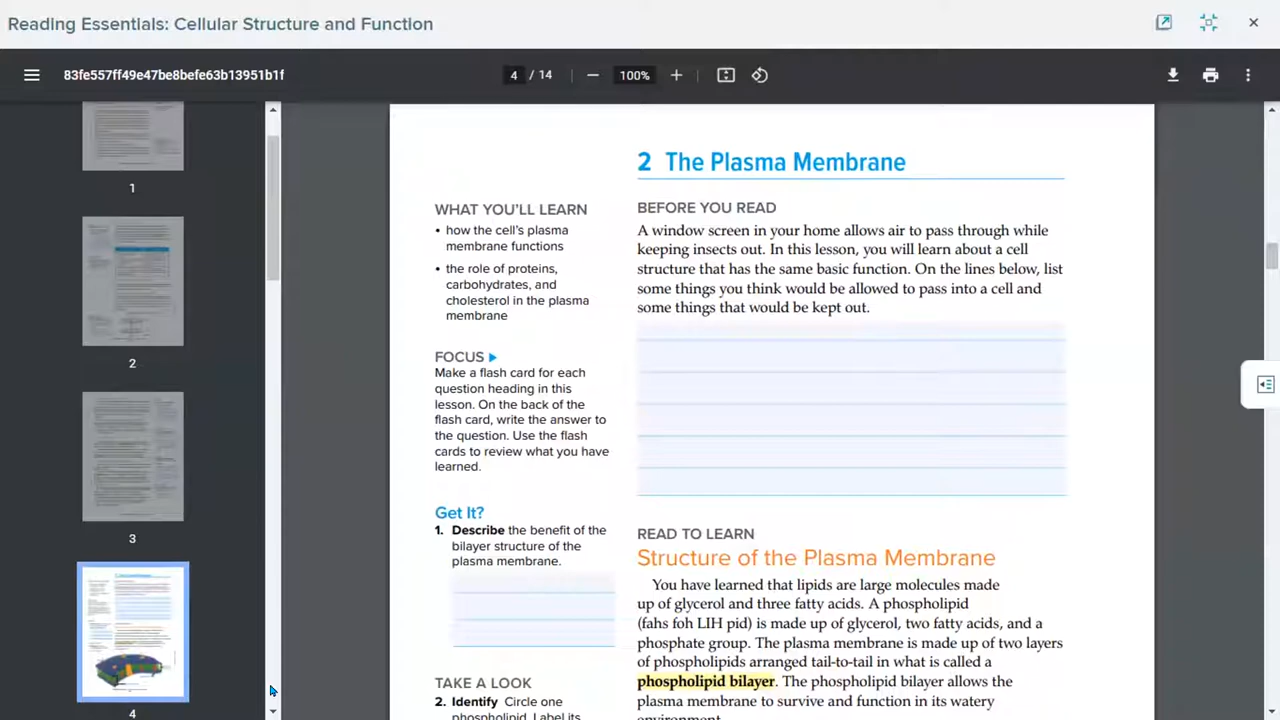 Reading Essentials: Cellular Structure and Function
83fe557ff49e47be8befe63b13951b1f
4 / 14
100%
1
2
3
4
2 The Plasma Membrane
WHAT YOU'LL LEARN
• how the cell's plasma
membrane functions
• the role of proteins,
carbohydrates, and
cholesterol in the plasma
membrane
FOCUS
Make a flash card for each
question heading in this
lesson. On the back of the
flash card, write the answer to
the question. Use the flash
cards to review what you have
learned.
Get It?
1. Describe the benefit of the
bilayer structure of the
plasma membrane.
TAKE A LOOK
2. Identify Circle one
phospholipid. Label its
BEFORE YOU READ
A window screen in your home allows air to pass through while
keeping insects out. In this lesson, you will learn about a cell
structure that has the same basic function. On the lines below, list
some things you think would be allowed to pass into a cell and
some things that would be kept out.
READ TO LEARN
Structure of the Plasma Membrane
You have learned that lipids are large molecules made
up of glycerol and three fatty acids. A phospholipid
(fahs foh LIH pid) is made up of glycerol, two fatty acids, and a
phosphate group. The plasma membrane is made up of two layers
of phospholipids arranged tail-to-tail in what is called a
phospholipid bilayer. The phospholipid bilayer allows the
plasma membrane to survive and function in its watery
environment.